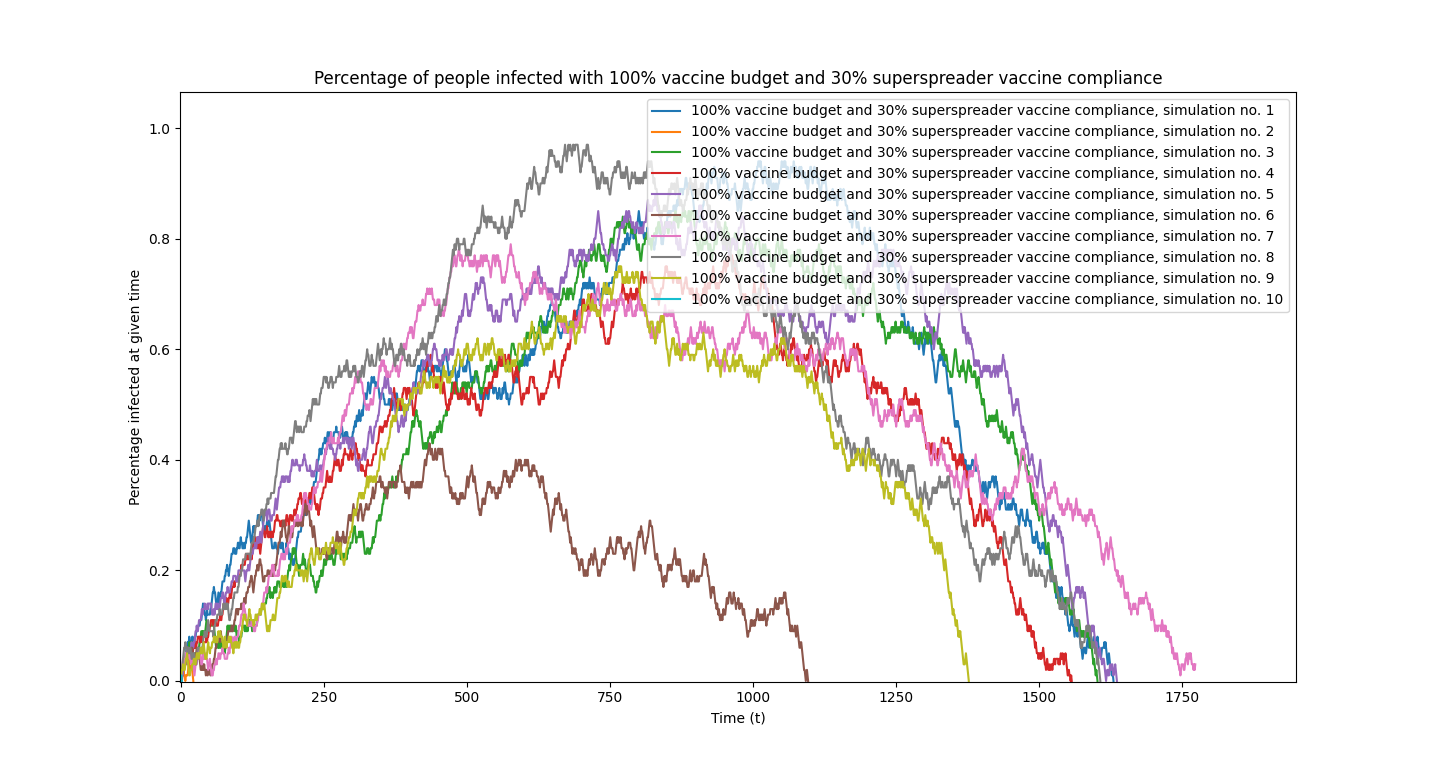 Percentage of people infected with 100% vaccine budget and 30% superspreader vaccine compliance
100% vaccine budget and 30% superspreader vaccine compliance, simulation no. 1
100% vaccine budget and 30% superspreader vaccine compliance, simulation no. 2
100% vaccine budget and 30% superspreader vaccine compliance, simulation no. 3
100% vaccine budget and 30% superspreader vaccine compliance, simulation no. 4
100% vaccine budget and 30% superspreader vaccine compliance, simulation no. 5
100% vaccine budget and 30% superspreader vaccine compliance, simulation no. 6
100% vaccine budget and 30% superspreader vaccine compliance, simulation no. 7
100% vaccine budget and 30% superspreader vaccine compliance, simulation no. 8
100% vaccine budget and 30% superspreader vaccine compliance, simulation no. 9
100% vaccine budget and 30% superspreader vaccine compliance, simulation no. 10
Percentage infected at given time
1.0
0.8
0.6
0.4
0.2
0.0
0 250 500 750 1000 1250 1500 1750
Time (t)